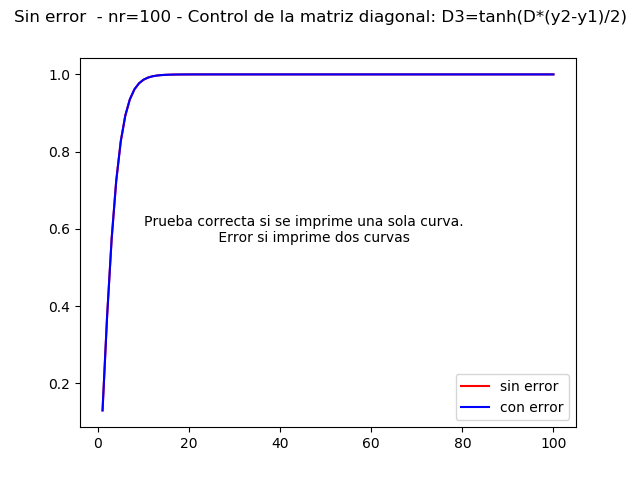 Sin error  - nr=100 - Control de la matriz diagonal: D3=tanh(D*(y2-y1)/2)
1.0
0.8
0.6
0.4
0.2
Prueba correcta si se imprime una sola curva.
Error si imprime dos curvas
sin error
con error
0
20
40
60
80
100